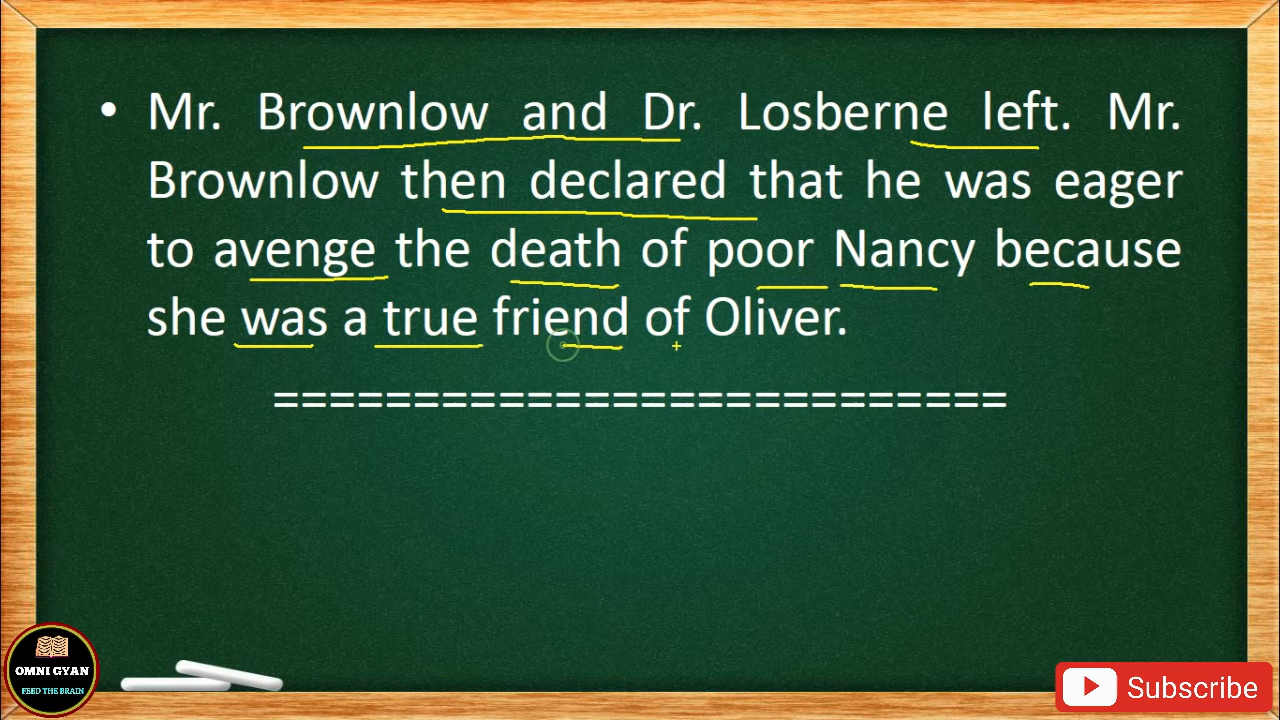 • Mr. Brownlow and Dr. Losberne left. Mr.
Brownlow then declared that he was eager
to avenge the death of poor Nancy because
she was a true friend of Oliver.
===========================
OMNI GYAN
FEED THE BRAIN
Subscribe